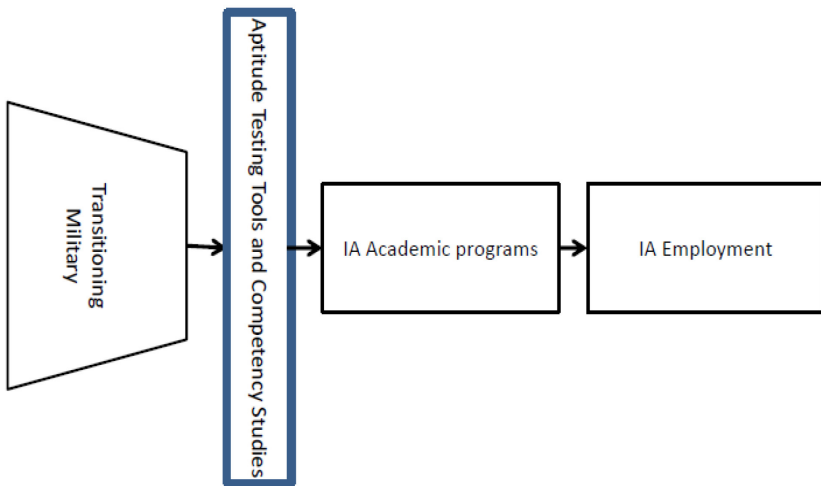 Transitioning
Military
Aptitude Testing Tools and Competency Studies
IA Academic programs
IA Employment